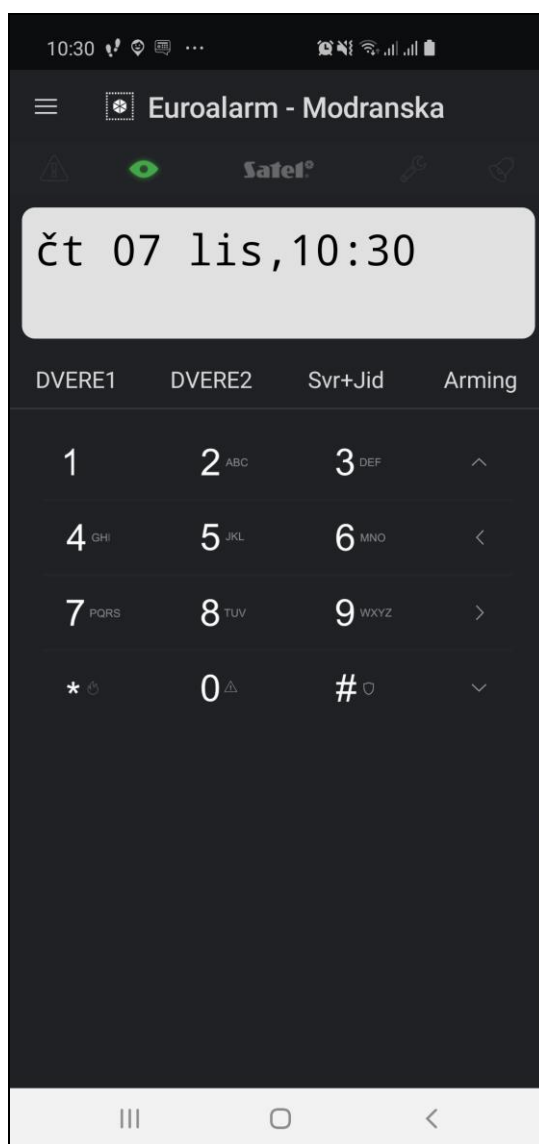 10:30
Euroalarm - Modranska
Satel®
čt 07 lis,10:30
DVERE1 DVERE2 Svr+Jid Arming
1 2 ABC 3 DEF
4 GHI 5 JKL 6 MNO
7 PQRS 8 TUV 9 WXYZ
* 0 #